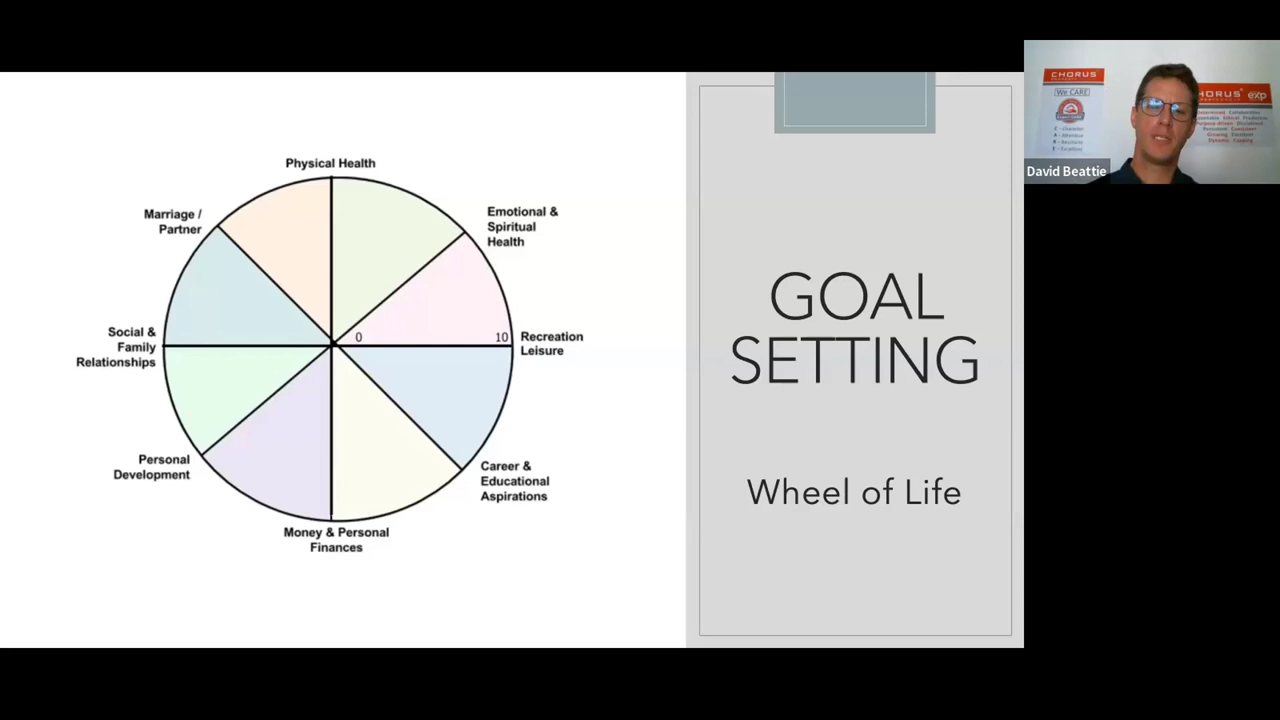 Physical Health
Marriage /
Partner
Emotional &
Spiritual
Health
Social &
Family
Relationships
0
10
Recreation
Leisure
Personal
Development
Career &
Educational
Aspirations
Money & Personal
Finances
GOAL
SETTING
Wheel of Life
CHORUS
We CARE
HORUS
exp
David Beattie